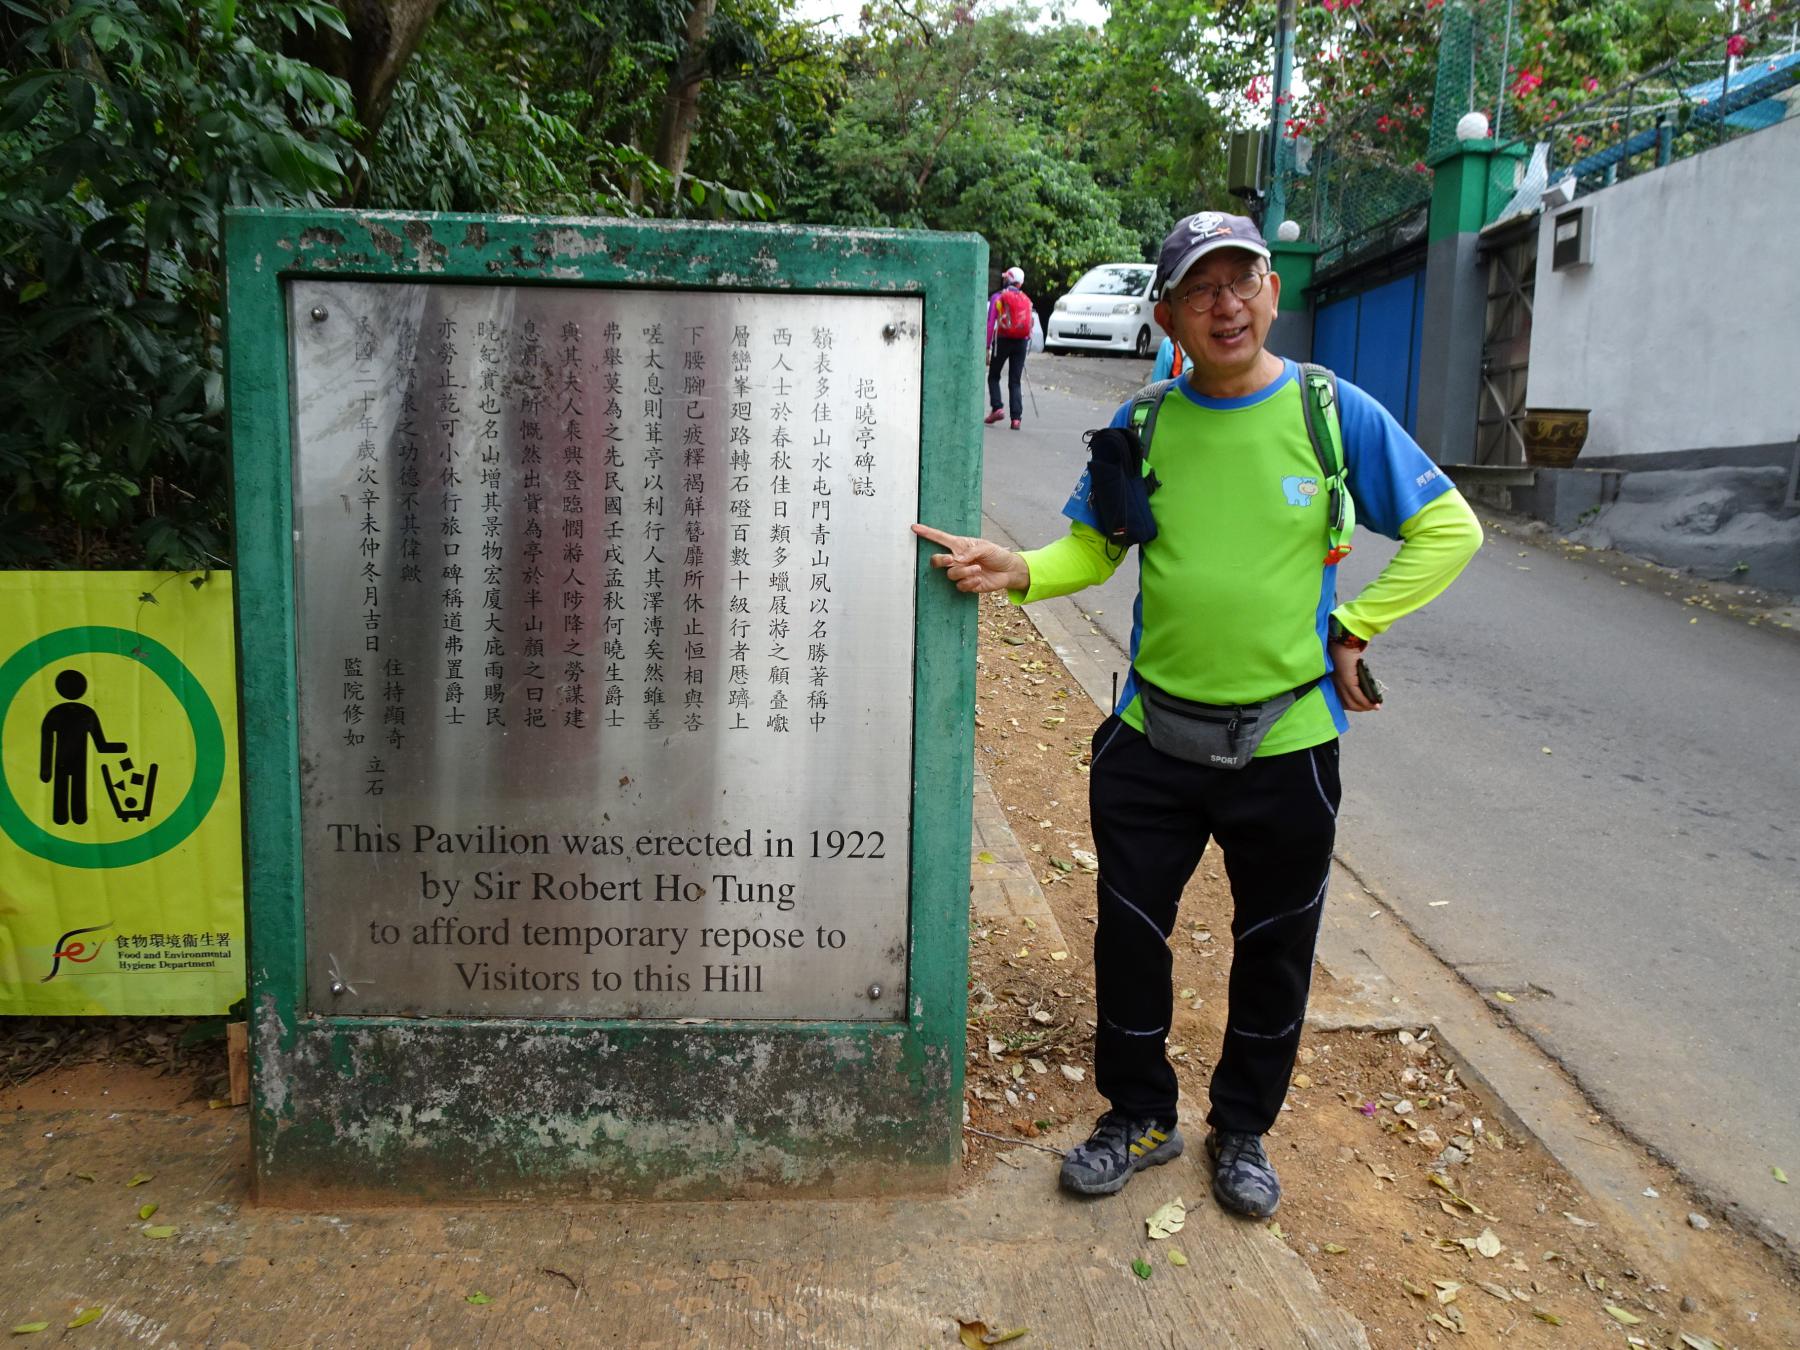 挹曉亭碑誌
嶺表多佳山水屯門青山夙以名勝著稱中
西人士於春秋佳日類多蠟屐游之顧叠巘
層巒峯廻路轉石磴百數十級行者歷躋上
下腰腳已疲釋褐解簪靡所休止恒相與咨
嗟太息則葺亭以利行人其澤溥矣然雖善
弗舉莫為之先民國壬戌孟秋何曉生爵士
與其夫人乘興登臨憫游人陟降之勞謀建
息肩之所慨然出貲為亭於半山顏之曰挹
曉紀實也名山增其景物宏廈大庇雨賜民
亦勞止訖可小休行旅口碑稱道弗置爵士
泉之功德不其偉歟
國二十年歲次辛未仲冬月吉日
住持顯奇
監院修如
立石
This Pavilion was erected in 1922
by Sir Robert Ho Tung
to afford temporary repose to
Visitors to this Hill
食物環境衞生署
Food and Environmental
Hygiene Department
SPORT